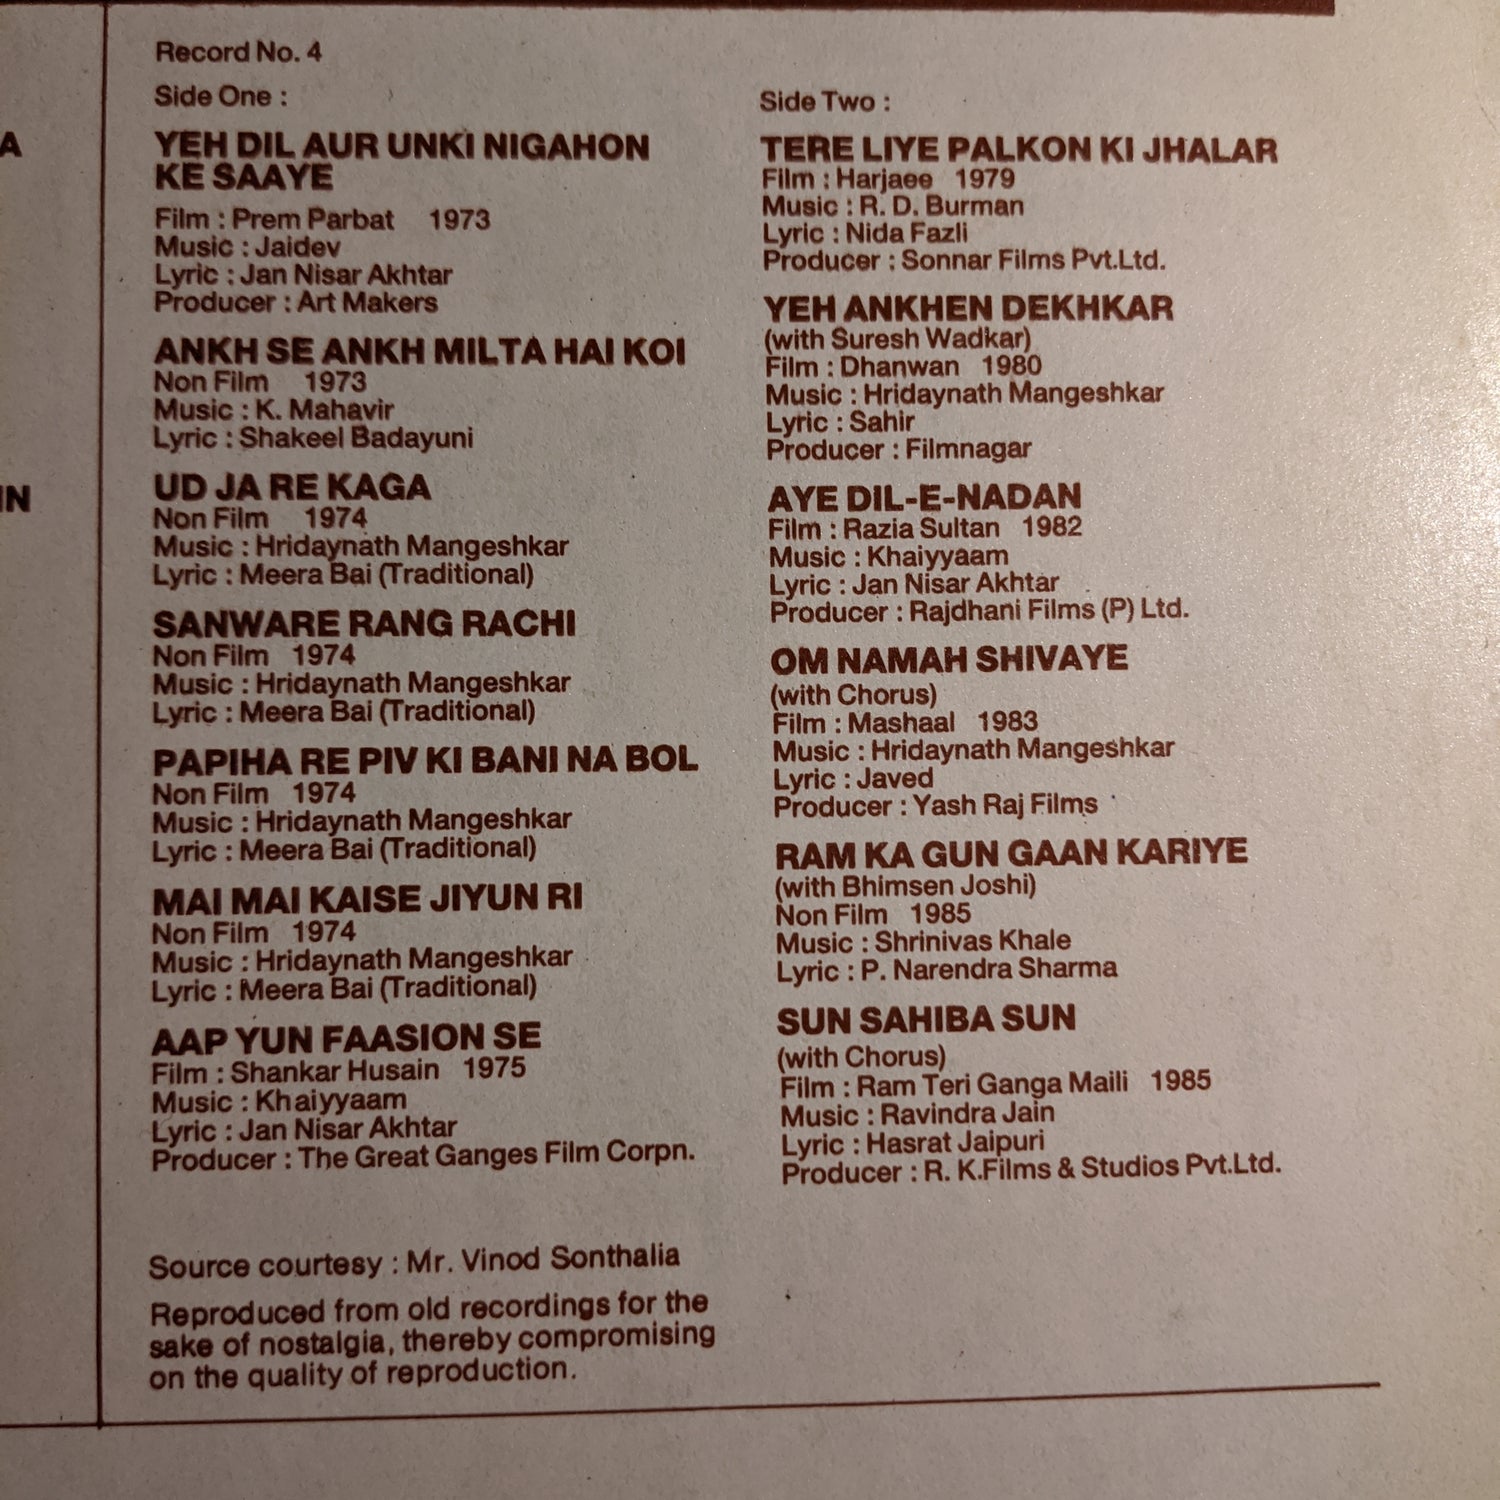 A
IN
Record No. 4
Side One :
YEH DIL AUR UNKI NIGAHON
KE SAAYE
Film : Prem Parbat 1973
Music : Jaidev
Lyric : Jan Nisar Akhtar
Producer : Art Makers
ANKH SE ANKH MILTA HAI KOI
Non Film 1973
Music : K. Mahavir
Lyric : Shakeel Badayuni
UD JA RE KAGA
Non Film 1974
Music : Hridaynath Mangeshkar
Lyric : Meera Bai (Traditional)
SANWARE RANG RACHI
Non Film 1974
Music : Hridaynath Mangeshkar
Lyric : Meera Bai (Traditional)
PAPIHA RE PIV KI BANI NA BOL
Non Film 1974
Music : Hridaynath Mangeshkar
Lyric : Meera Bai (Traditional)
MAI MAI KAISE JIYUN RI
Non Film 1974
Music : Hridaynath Mangeshkar
Lyric : Meera Bai (Traditional)
AAP YUN FAASION SE
Film : Shankar Husain 1975
Music : Khaiyyaam
Lyric : Jan Nisar Akhtar
Producer : The Great Ganges Film Corpn.
Source courtesy : Mr. Vinod Sonthalia
Reproduced from old recordings for the
sake of nostalgia, thereby compromising
on the quality of reproduction.
Side Two :
TERE LIYE PALKON KI JHALAR
Film : Harjaee 1979
Music : R. D. Burman
Lyric : Nida Fazli
Producer : Sonnar Films Pvt.Ltd.
YEH ANKHEN DEKHKAR
(with Suresh Wadkar)
Film : Dhanwan 1980
Music : Hridaynath Mangeshkar
Lyric : Sahir
Producer : Filmnagar
AYE DIL-E-NADAN
Film : Razia Sultan 1982
Music : Khaiyyaam
Lyric : Jan Nisar Akhtar
Producer : Rajdhani Films (P) Ltd.
OM NAMAH SHIVAYE
(with Chorus)
Film : Mashaal 1983
Music : Hridaynath Mangeshkar
Lyric : Javed
Producer : Yash Raj Films
RAM KA GUN GAAN KARIYE
(with Bhimsen Joshi)
Non Film 1985
Music : Shrinivas Khale
Lyric : P. Narendra Sharma
SUN SAHIBA SUN
(with Chorus)
Film : Ram Teri Ganga Maili 1985
Music : Ravindra Jain
Lyric : Hasrat Jaipuri
Producer : R. K.Films & Studios Pvt.Ltd.